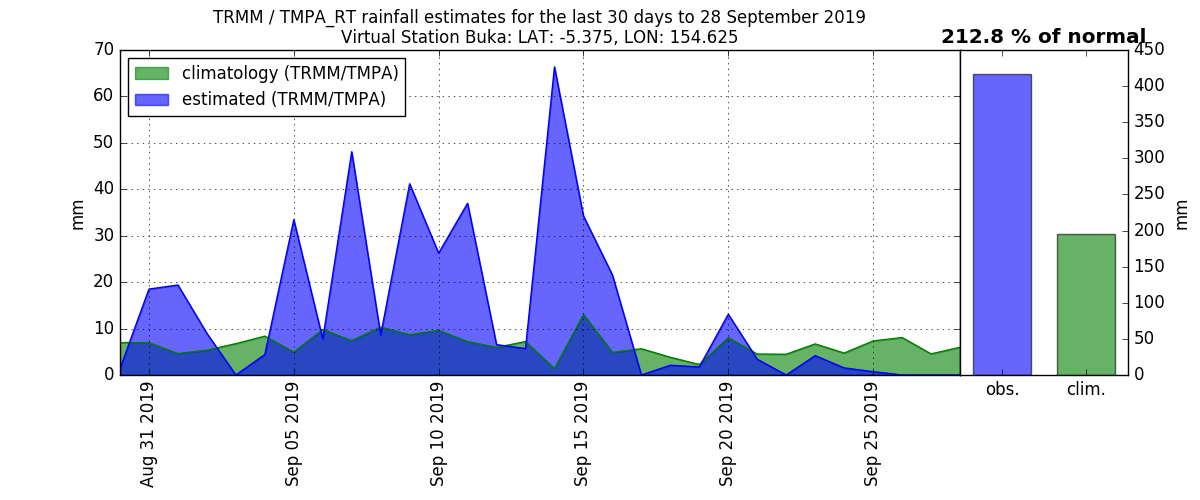 TRMM / TMPA_RT rainfall estimates for the last 30 days to 28 September 2019
Virtual Station Buka: LAT: -5.375, LON: 154.625
212.8 % of normal
climatology (TRMM/TMPA)
estimated (TRMM/TMPA)
70
60
50
40
30
20
10
0
mm
Aug 31 2019
Sep 05 2019
Sep 10 2019
Sep 15 2019
Sep 20 2019
Sep 25 2019
450
400
350
300
250
200
150
100
50
0
mm
obs.
clim.